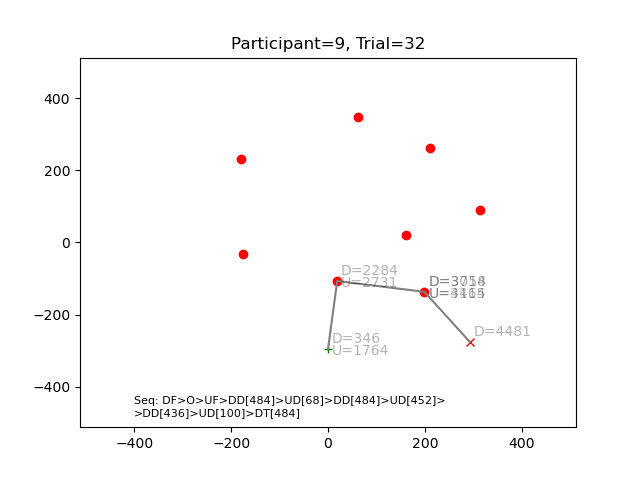 Participant=9, Trial=32
400
200
0
−200
−400
D=2284
U=2731
D=4481
D=346
U=1764
Seq: DF>O>UF>DD[484]>UD[68]>DD[484]>UD[452]>
>DD[436]>UD[100]>DT[484]
−400
−200
0
200
400